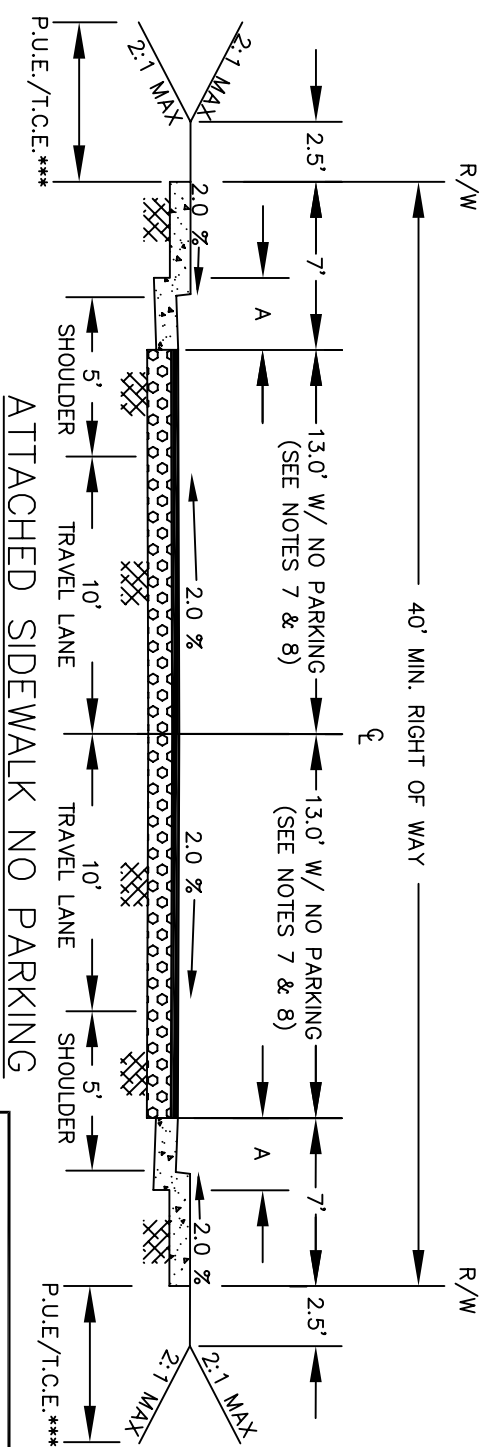 R/W
R/W
40' MIN. RIGHT OF WAY
℄
2.5'
7'
13.0' W/ NO PARKING
(SEE NOTES 7 & 8)
13.0' W/ NO PARKING
(SEE NOTES 7 & 8)
7'
2.5'
A
A
2:1 MAX
2:1 MAX
2.0 %
2.0 %
2.0 %
2.0 %
2:1 MAX
2:1 MAX
P.U.E./T.C.E.***
5'
SHOULDER
10'
TRAVEL LANE
10'
TRAVEL LANE
5'
SHOULDER
P.U.E/T.C.E.***
ATTACHED SIDEWALK NO PARKING